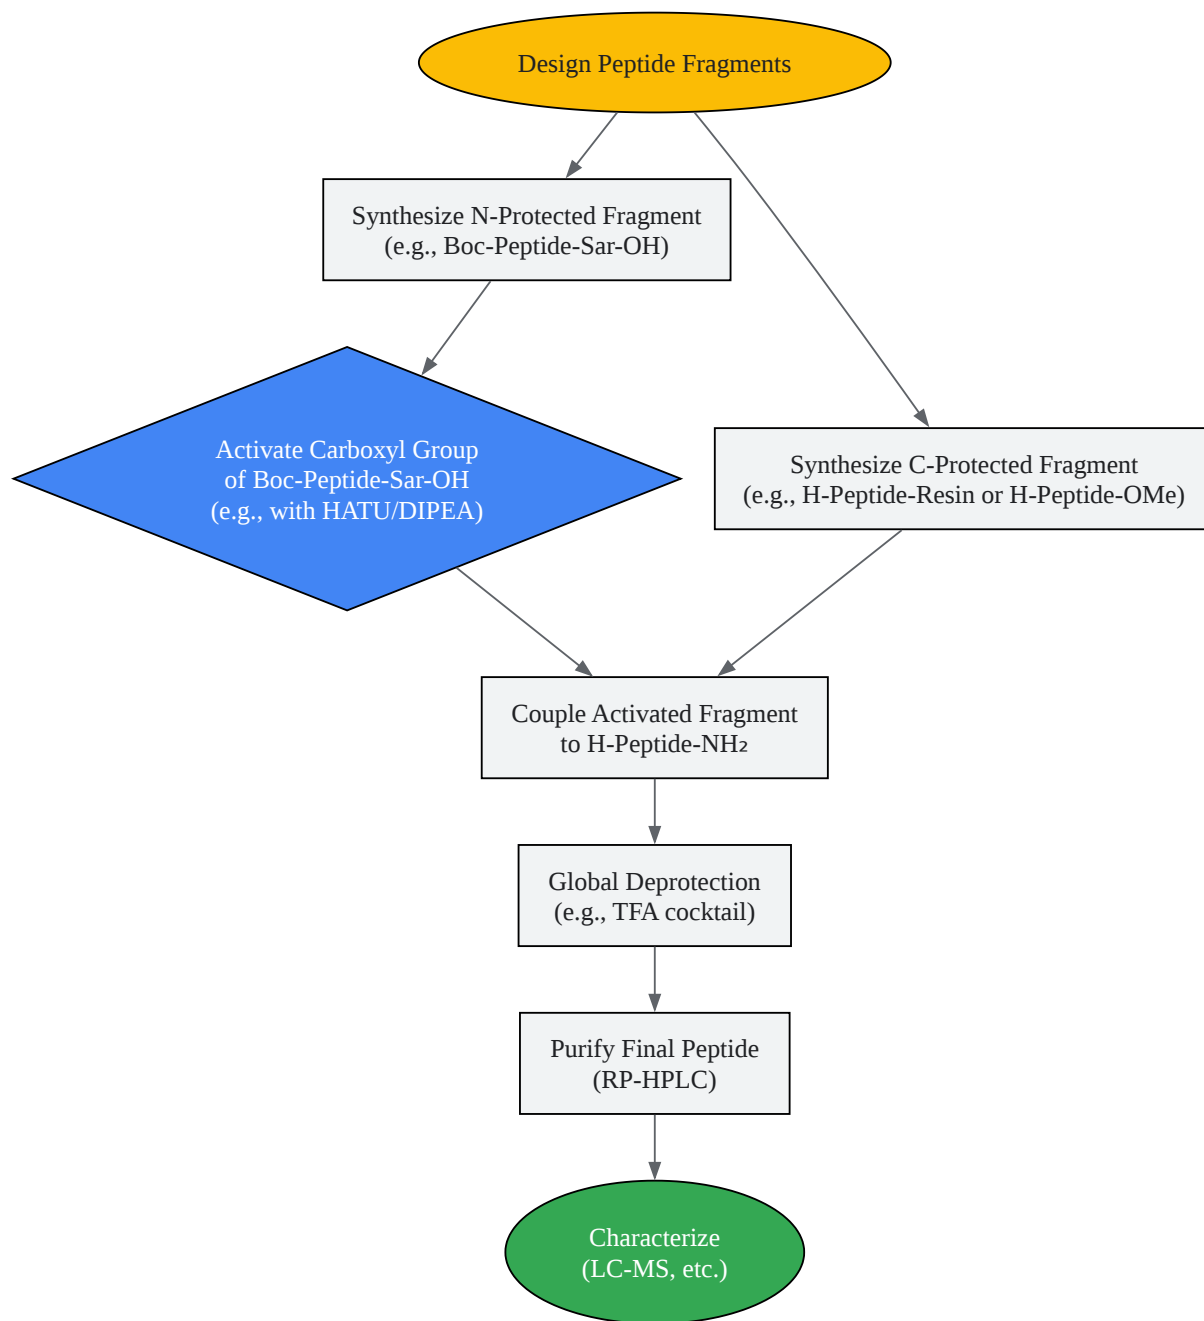 Design Peptide Fragments
Synthesize N-Protected Fragment
(e.g., Boc-Peptide-Sar-OH)
Activate Carboxyl Group
of Boc-Peptide-Sar-OH
(e.g., with HATU/DIPEA)
Synthesize C-Protected Fragment
(e.g., H-Peptide-Resin or H-Peptide-OMe)
Couple Activated Fragment
to H-Peptide-NH₂
Global Deprotection
(e.g., TFA cocktail)
Purify Final Peptide
(RP-HPLC)
Characterize
(LC-MS, etc.)